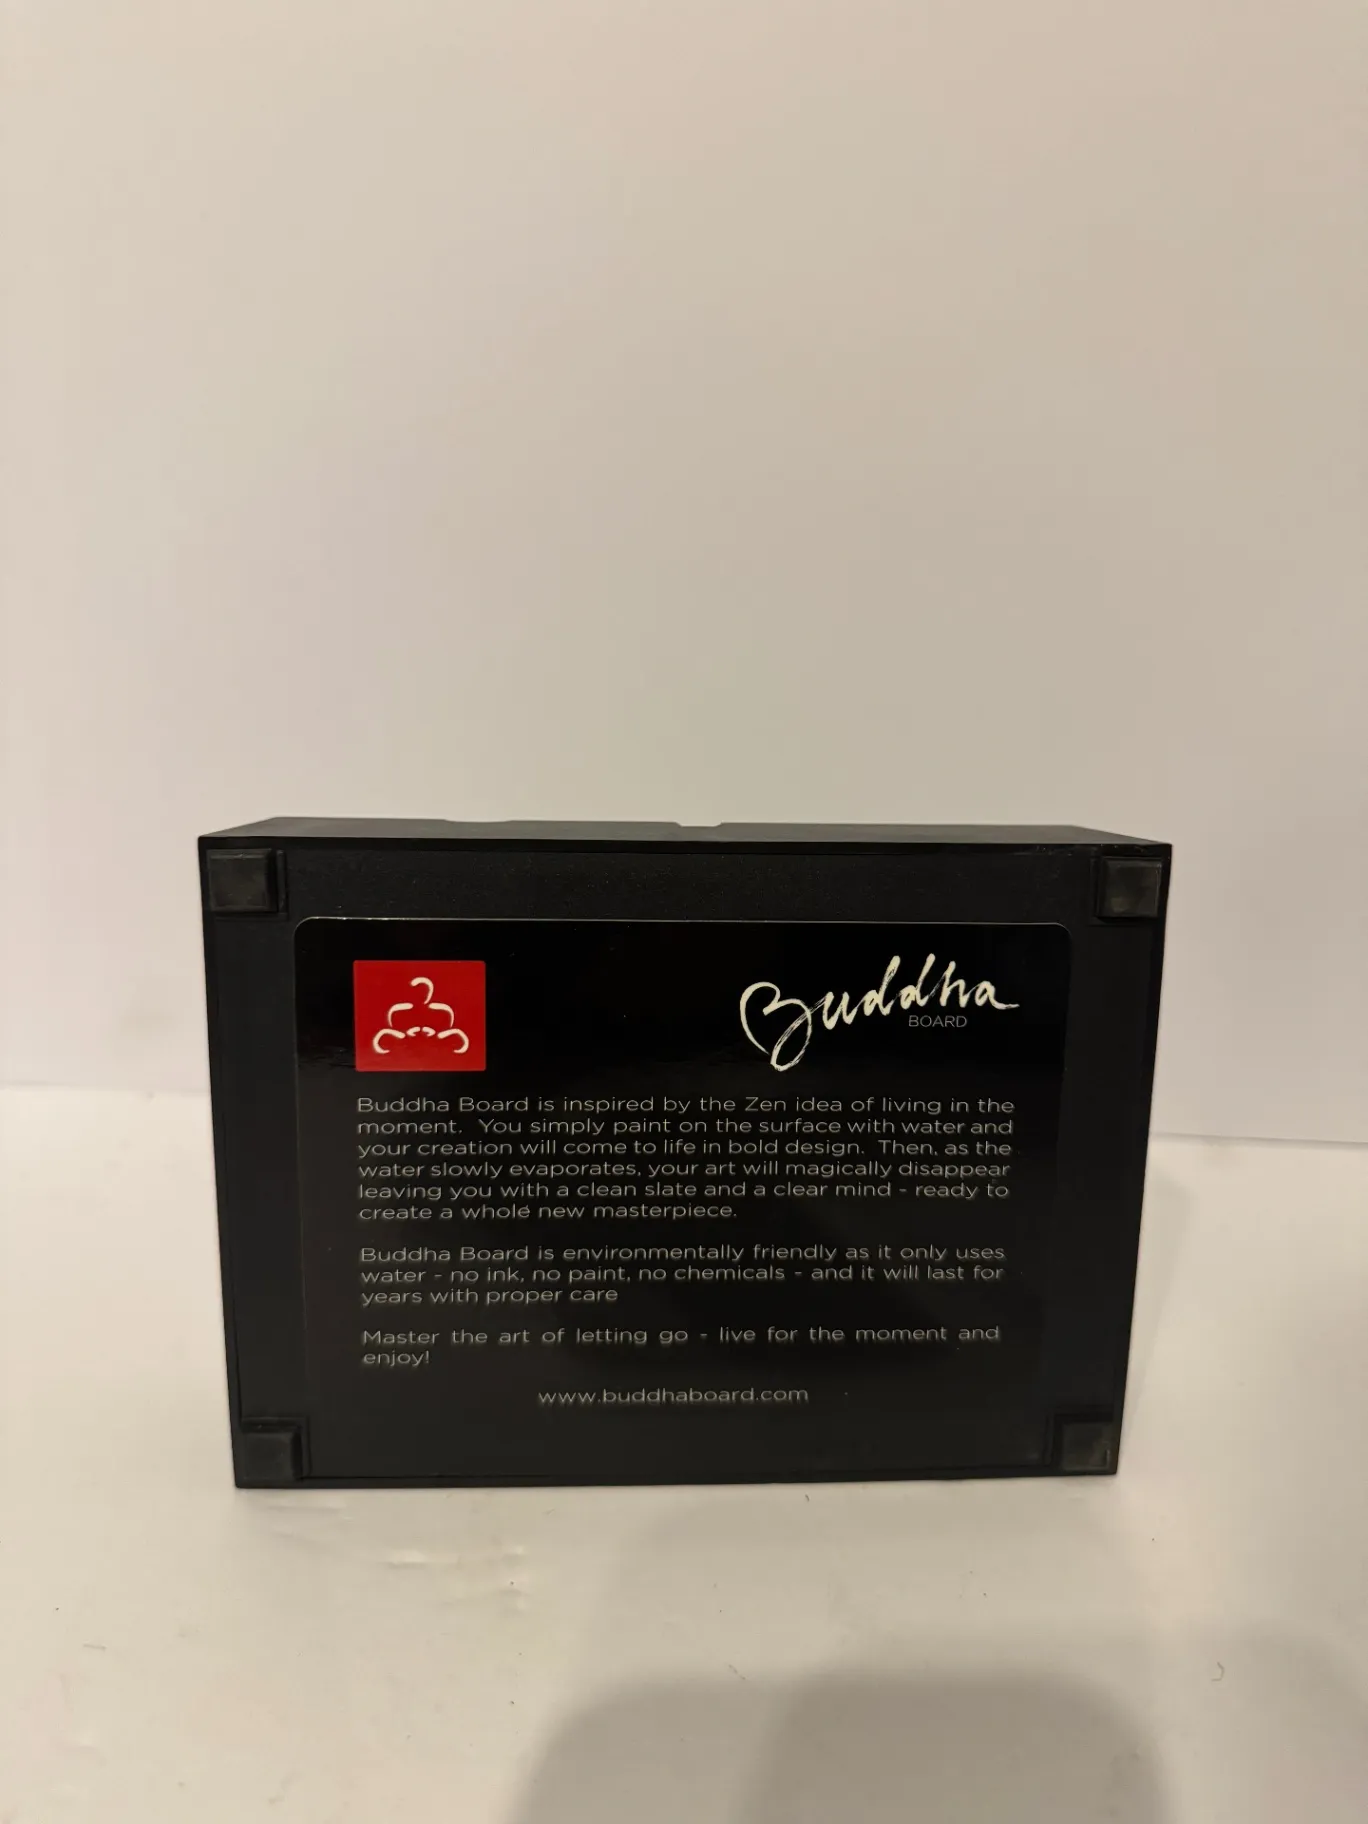 Buddha
BOARD
Buddha Board is inspired by the Zen idea of living in the
moment. You simply paint on the surface with water and
your creation will come to life in bold design. Then, as the
water slowly evaporates, your art will magically disappear
leaving you with a clean slate and a clear mind - ready to
create a whole new masterpiece.
Buddha Board is environmentally friendly as it only uses
water - no ink, no paint, no chemicals - and it will last for
years with proper care
Master the art of letting go - live for the moment and
enjoy!
www.buddhaboard.com